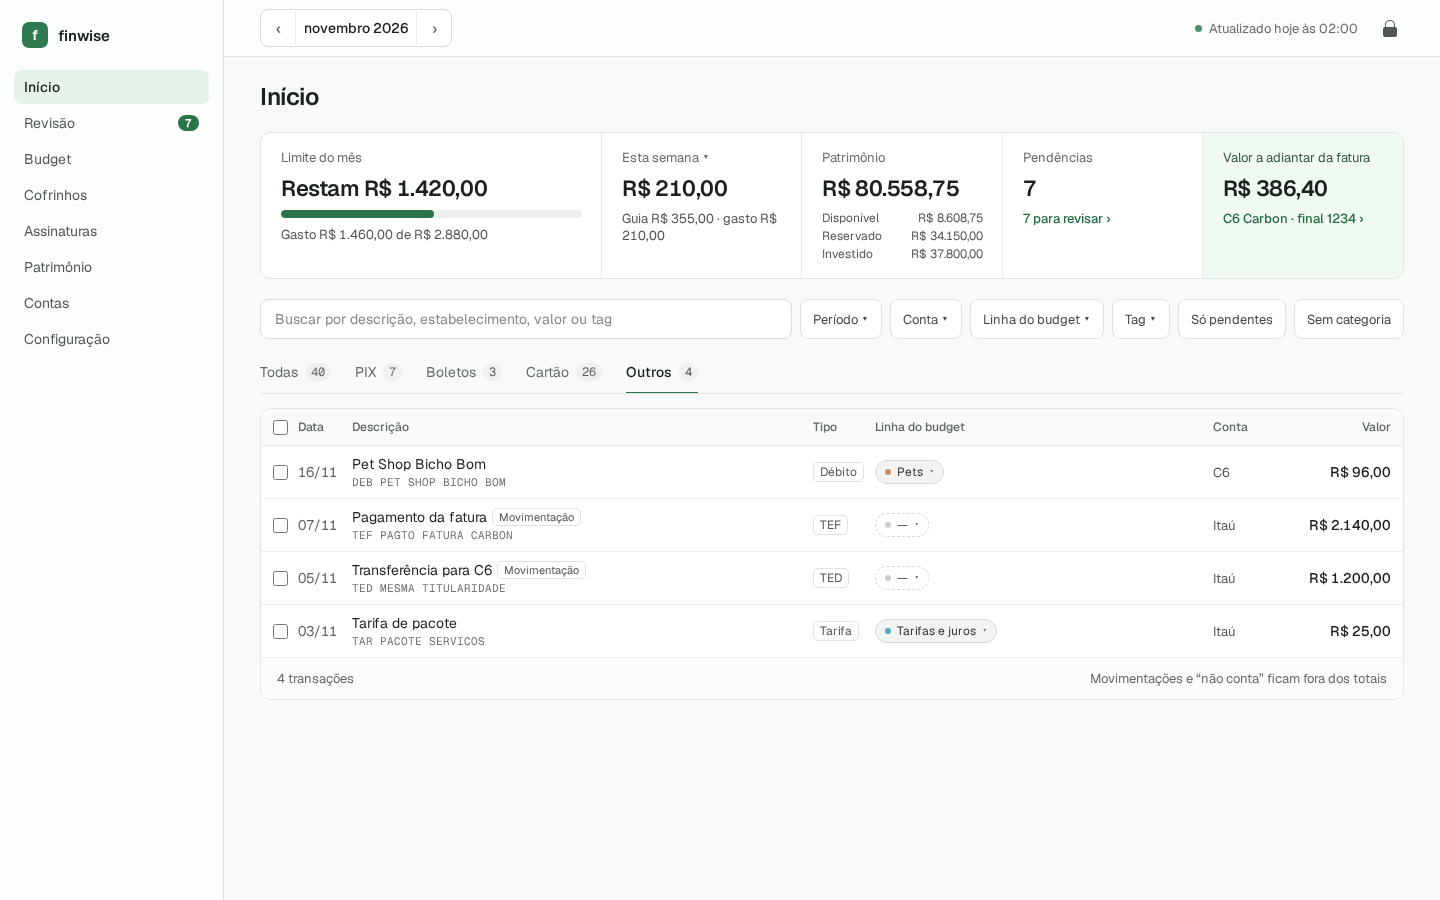 f finwise
Início
Revisão 7
Budget
Cofrinhos
Assinaturas
Patrimônio
Contas
Configuração
‹ novembro 2026 ›
Atualizado hoje às 02:00
Início
Limite do mês
Restam R$ 1.420,00
Gasto R$ 1.460,00 de R$ 2.880,00
Esta semana ▾
R$ 210,00
Guia R$ 355,00 · gasto R$
210,00
Patrimônio
R$ 80.558,75
Disponível R$ 8.608,75
Reservado R$ 34.150,00
Investido R$ 37.800,00
Pendências
7
7 para revisar ›
Valor a adiantar da fatura
R$ 386,40
C6 Carbon · final 1234 ›
Buscar por descrição, estabelecimento, valor ou tag
Período ▾
Conta ▾
Linha do budget ▾
Tag ▾
Só pendentes
Sem categoria
Todas 40
PIX 7
Boletos 3
Cartão 26
Outros 4
Data Descrição Tipo Linha do budget Conta Valor
16/11 Pet Shop Bicho Bom Débito Pets ▾ C6 R$ 96,00
DEB PET SHOP BICHO BOM
07/11 Pagamento da fatura Movimentação TEF — ▾ Itaú R$ 2.140,00
TEF PAGTO FATURA CARBON
05/11 Transferência para C6 Movimentação TED — ▾ Itaú R$ 1.200,00
TED MESMA TITULARIDADE
03/11 Tarifa de pacote Tarifa Tarifas e juros ▾ Itaú R$ 25,00
TAR PACOTE SERVICOS
4 transações
Movimentações e “não conta” ficam fora dos totais